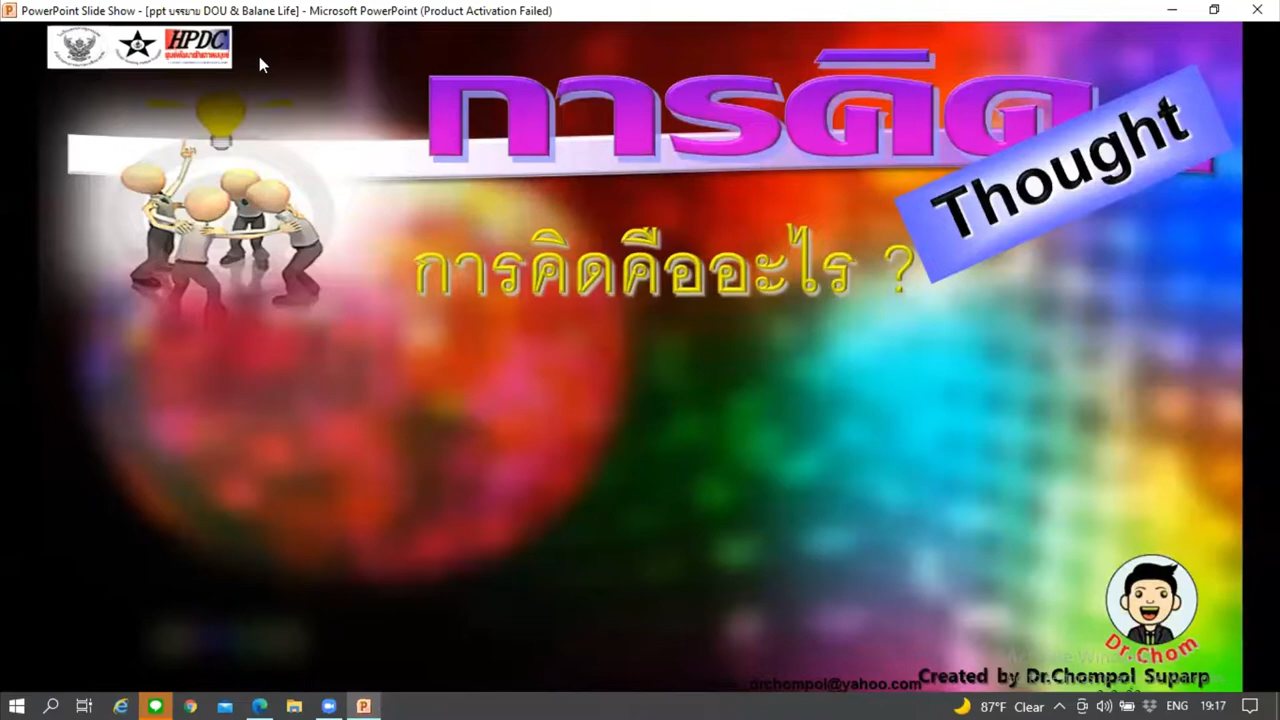 PowerPoint Slide Show - [ppt บรรยาย DOU & Balane Life] - Microsoft PowerPoint (Product Activation Failed)
HPDC
การคิด
Thought
การคิดคืออะไร ?
Dr.Chom
Created by Dr.Chompol Suparp
drchompol@yahoo.com
87°F Clear
ENG
19:17